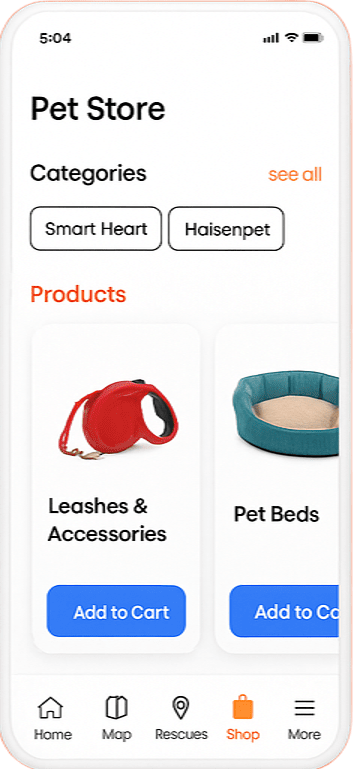 5:04
Pet Store
Categories see all
Smart Heart Haisenpet
Products
Leashes &
Accessories
Pet Beds
Add to Cart Add to Ca
Home Map Rescues Shop More